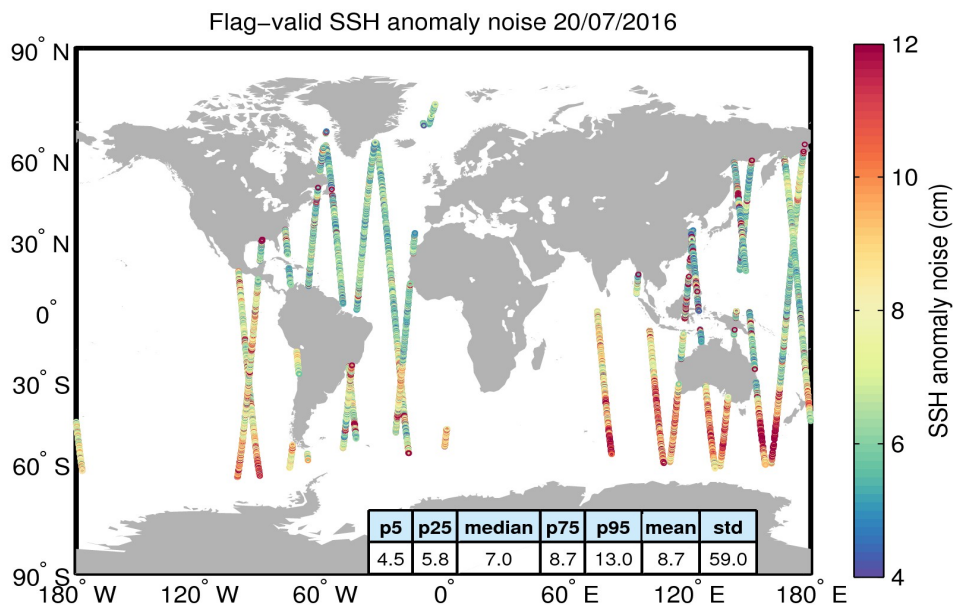 Flag−valid SSH anomaly noise 20/07/2016
90° N
60° N
30° N
0°
30° S
60° S
90° S
180° W
120° W
60° W
0°
60° E
120° E
180° E
p5 p25 median p75 p95 mean std
4.5 5.8 7.0 8.7 13.0 8.7 59.0
12
10
8
6
4
SSH anomaly noise (cm)